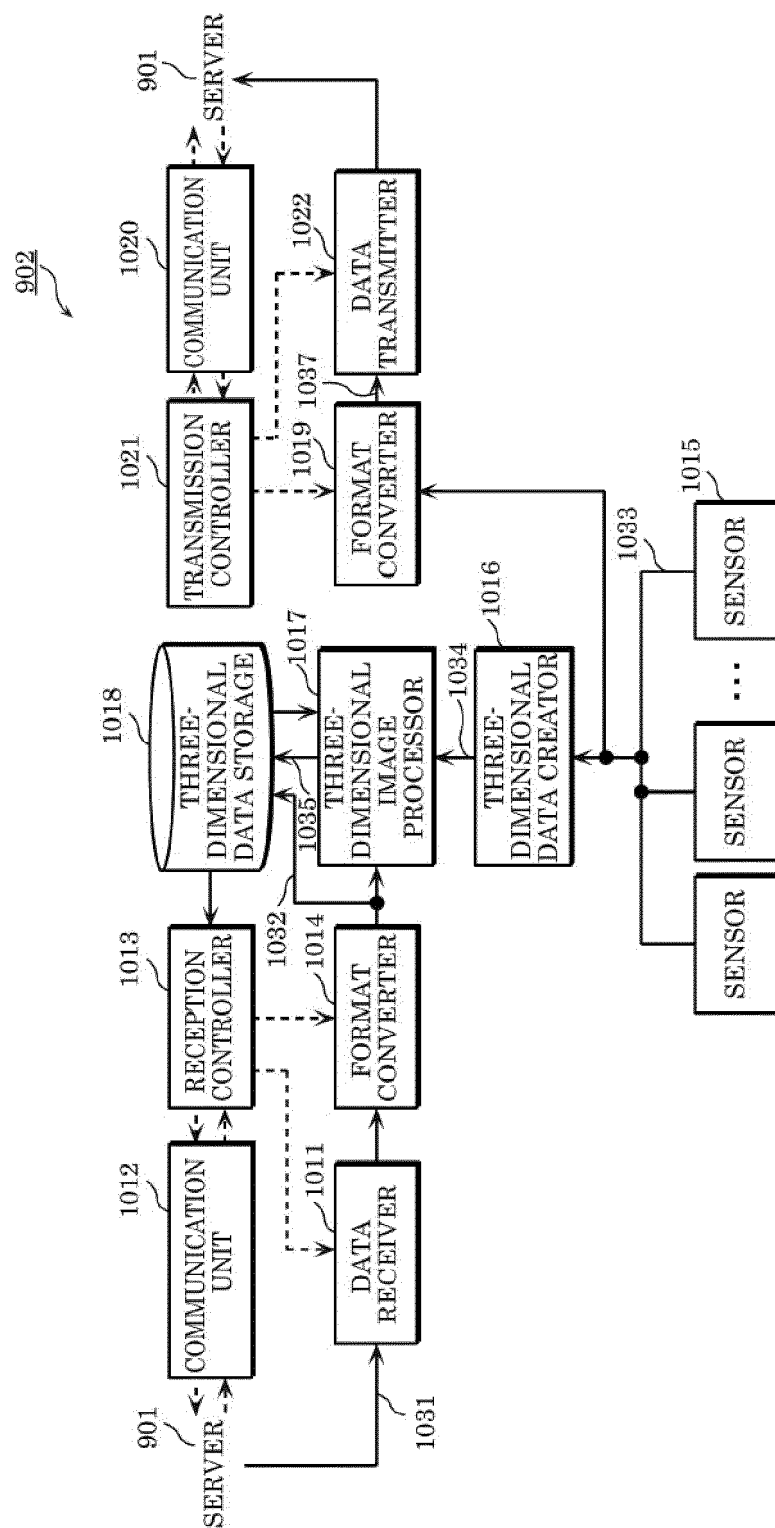 902
901
SERVER
1012
COMMUNICATION
UNIT
1013
RECEPTION
CONTROLLER
1018
THREE-
DIMENSIONAL
DATA STORAGE
1021
TRANSMISSION
CONTROLLER
1020
COMMUNICATION
UNIT
901
SERVER
1031
1011
DATA
RECEIVER
1014
FORMAT
CONVERTER
1032
1035
1017
THREE-
DIMENSIONAL
IMAGE
PROCESSOR
1019
FORMAT
CONVERTER
1037
1022
DATA
TRANSMITTER
1034
1016
THREE-
DIMENSIONAL
DATA CREATOR
1033
1015
SENSOR
SENSOR
...
SENSOR